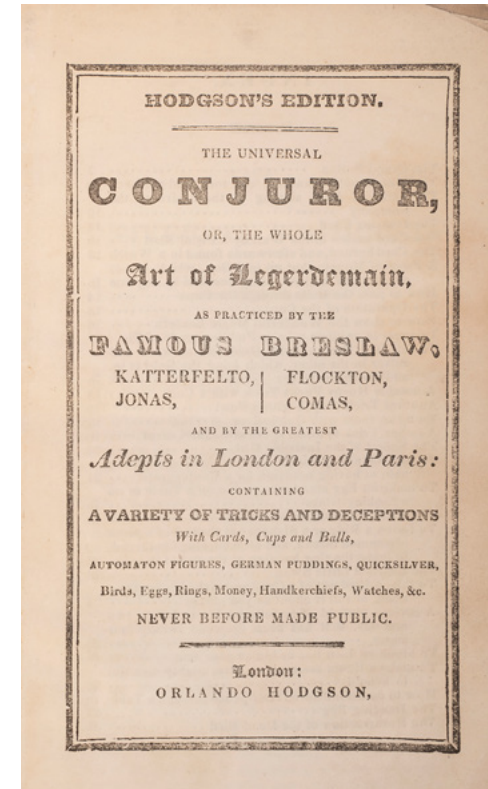 HODGSON'S EDITION.
THE UNIVERSAL
CONJUROR,
OR, THE WHOLE
Art of Legerdemain,
AS PRACTICED BY THE
FAMOUS BRESLAW,
KATTERFELTO, FLOCKTON,
JONAS, COMAS,
AND BY THE GREATEST
Adepts in London and Paris:
CONTAINING
A VARIETY OF TRICKS AND DECEPTIONS
With Cards, Cups and Balls,
AUTOMATON FIGURES, GERMAN PUDDINGS, QUICKSILVER,
Birds, Eggs, Rings, Money, Handkerchiefs, Watches, &c.
NEVER BEFORE MADE PUBLIC.
London:
ORLANDO HODGSON,